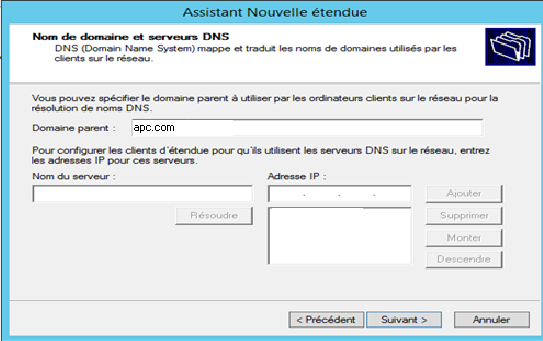 Assistant Nouvelle étendue
Nom de domaine et serveurs DNS
DNS (Domain Name System) mappe et traduit les noms de domaines utilisés par les
clients sur le réseau.
Vous pouvez spécifier le domaine parent à utiliser par les ordinateurs clients sur le réseau pour la
résolution de noms DNS.
Domaine parent : apc.com
Pour configurer les clients d'étendue pour qu'ils utilisent les serveurs DNS sur le réseau, entrez
les adresses IP pour ces serveurs.
Nom du serveur : Adresse IP :
Ajouter
Résoudre Supprimer
Monter
Descendre
< Précédent Suivant > Annuler